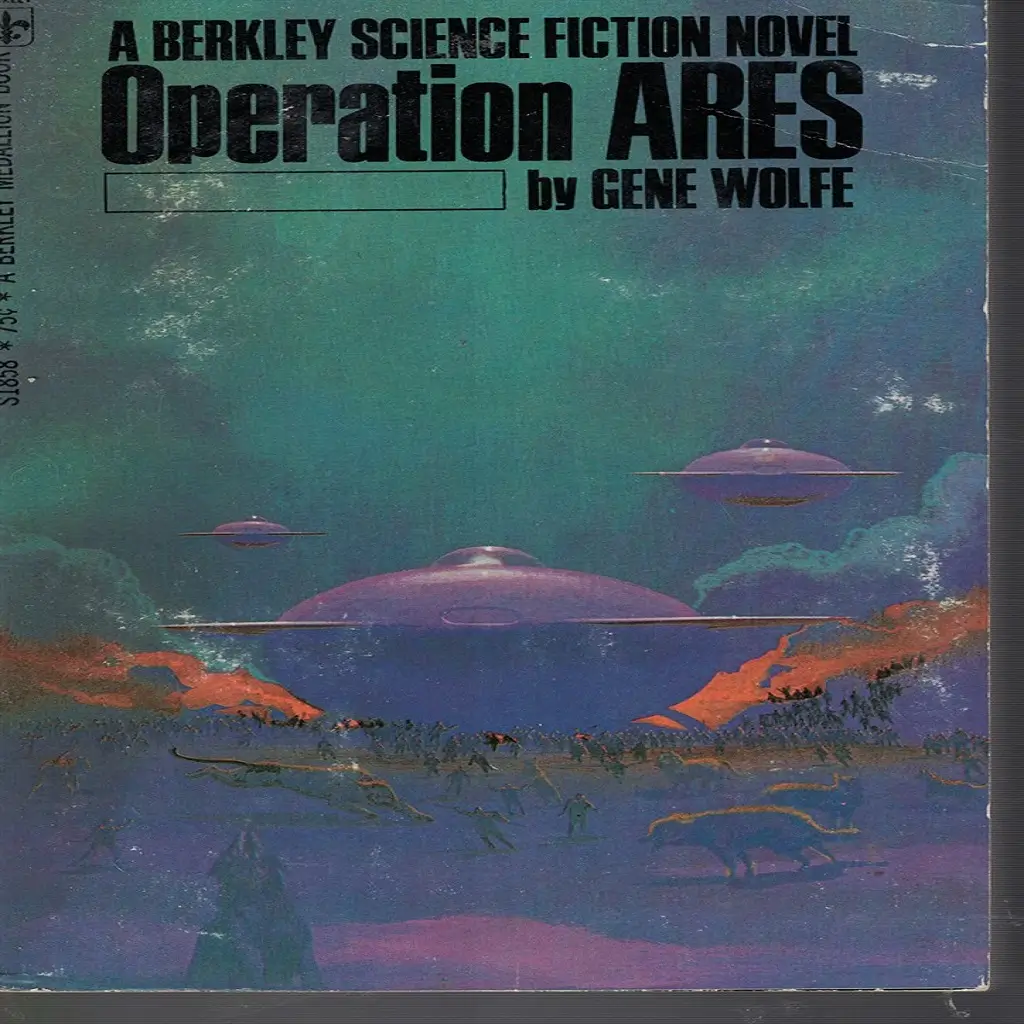 A BERKLEY SCIENCE FICTION NOVEL
Operation ARES
by GENE WOLFE
S1858 * 75¢ * A BERKLEY MEDALLION BOOK